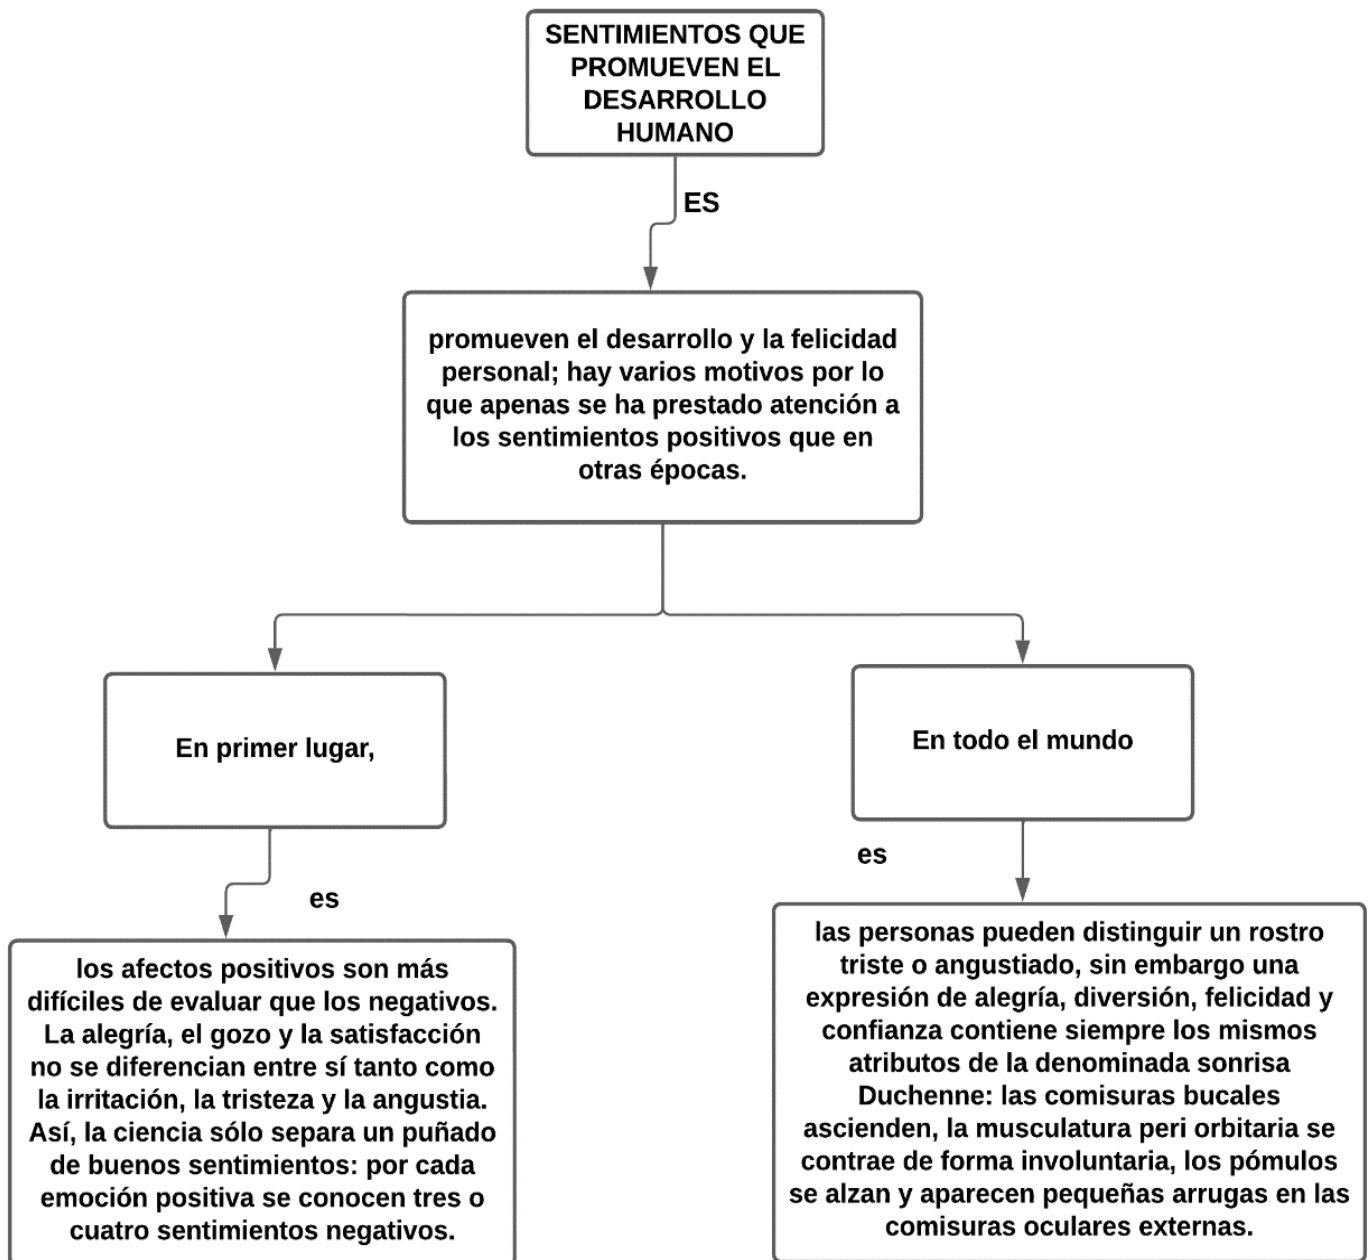 SENTIMIENTOS QUE
PROMUEVEN EL
DESARROLLO
HUMANO
ES
promueven el desarrollo y la felicidad
personal; hay varios motivos por lo
que apenas se ha prestado atención a
los sentimientos positivos que en
otras épocas.
En primer lugar,
es
los afectos positivos son más
difíciles de evaluar que los negativos.
La alegría, el gozo y la satisfacción
no se diferencian entre sí tanto como
la irritación, la tristeza y la angustia.
Así, la ciencia sólo separa un puñado
de buenos sentimientos: por cada
emoción positiva se conocen tres o
cuatro sentimientos negativos.
En todo el mundo
es
las personas pueden distinguir un rostro
triste o angustiado, sin embargo una
expresión de alegría, diversión, felicidad y
confianza contiene siempre los mismos
atributos de la denominada sonrisa
Duchenne: las comisuras bucales
ascienden, la musculatura peri orbitaria se
contrae de forma involuntaria, los pómulos
se alzan y aparecen pequeñas arrugas en las
comisuras oculares externas.